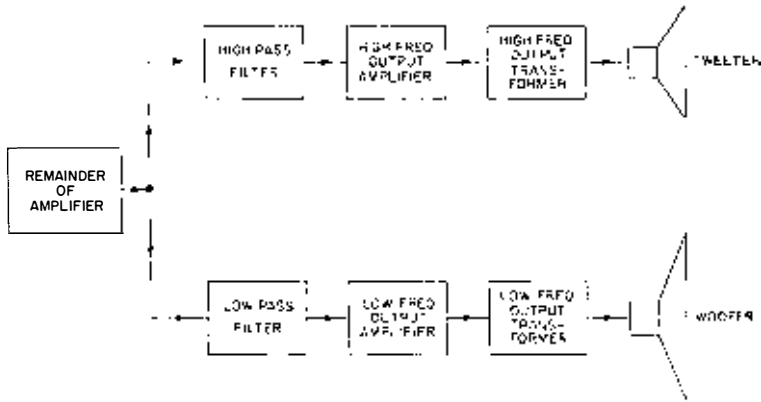 HIGH PASS
FILTER
HIGH FREQ
OUTPUT
AMPLIFIER
HIGH FREQ
OUTPUT
TRANS-
FORMER
TWEETER
REMAINDER
OF
AMPLIFIER
LOW PASS
FILTER
LOW FREQ
OUTPUT
AMPLIFIER
LOW FREQ
OUTPUT
TRANS-
FORMER
WOOFER